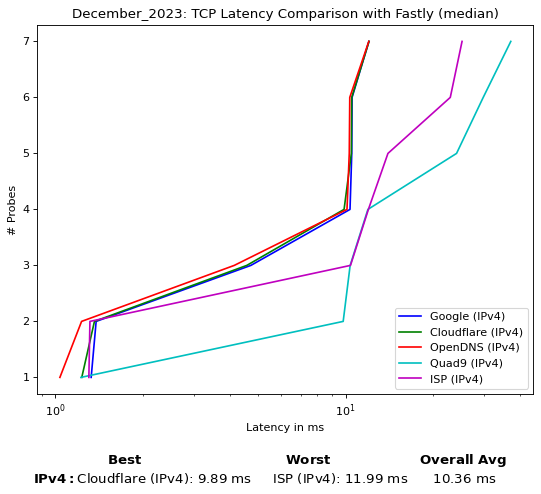 December_2023: TCP Latency Comparison with Fastly (median)
7
6
5
4
3
2
1
# Probes
10⁰
10¹
Latency in ms
Google (IPv4)
Cloudflare (IPv4)
OpenDNS (IPv4)
Quad9 (IPv4)
ISP (IPv4)
Best Worst Overall Avg
IPv4: Cloudflare (IPv4): 9.89 ms ISP (IPv4): 11.99 ms 10.36 ms